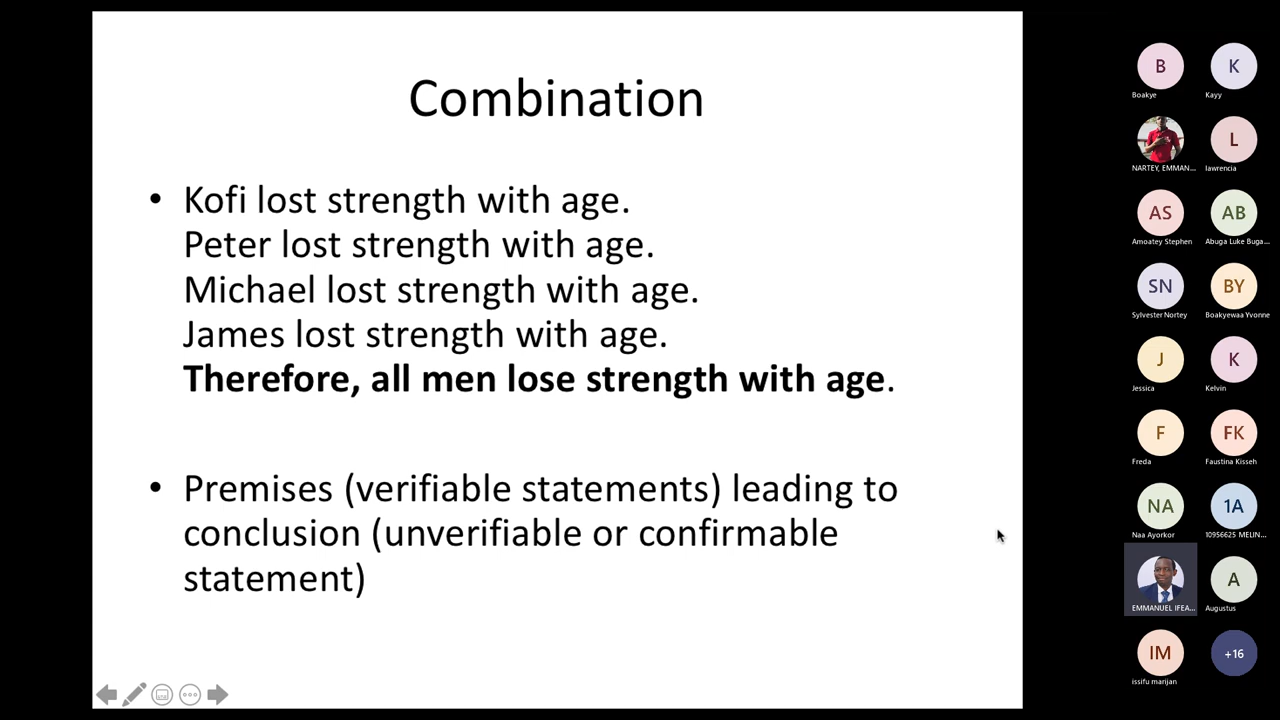 Combination
• Kofi lost strength with age.
Peter lost strength with age.
Michael lost strength with age.
James lost strength with age.
Therefore, all men lose strength with age.
• Premises (verifiable statements) leading to
conclusion (unverifiable or confirmable
statement)
B
K
Boakye
Kayy
L
NARTEY, EMMAN...
lawrencia
AS
AB
Amoatey Stephen
Abuga Luke Buga...
SN
BY
Sylvester Nortey
Boakyewaa Yvonne
J
K
Jessica
Kelvin
F
FK
Freda
Faustina Kisseh
NA
1A
Naa Ayorkor
10956625 MELIN...
A
EMMANUEL IFEA...
Augustus
IM
+16
issifu marijan